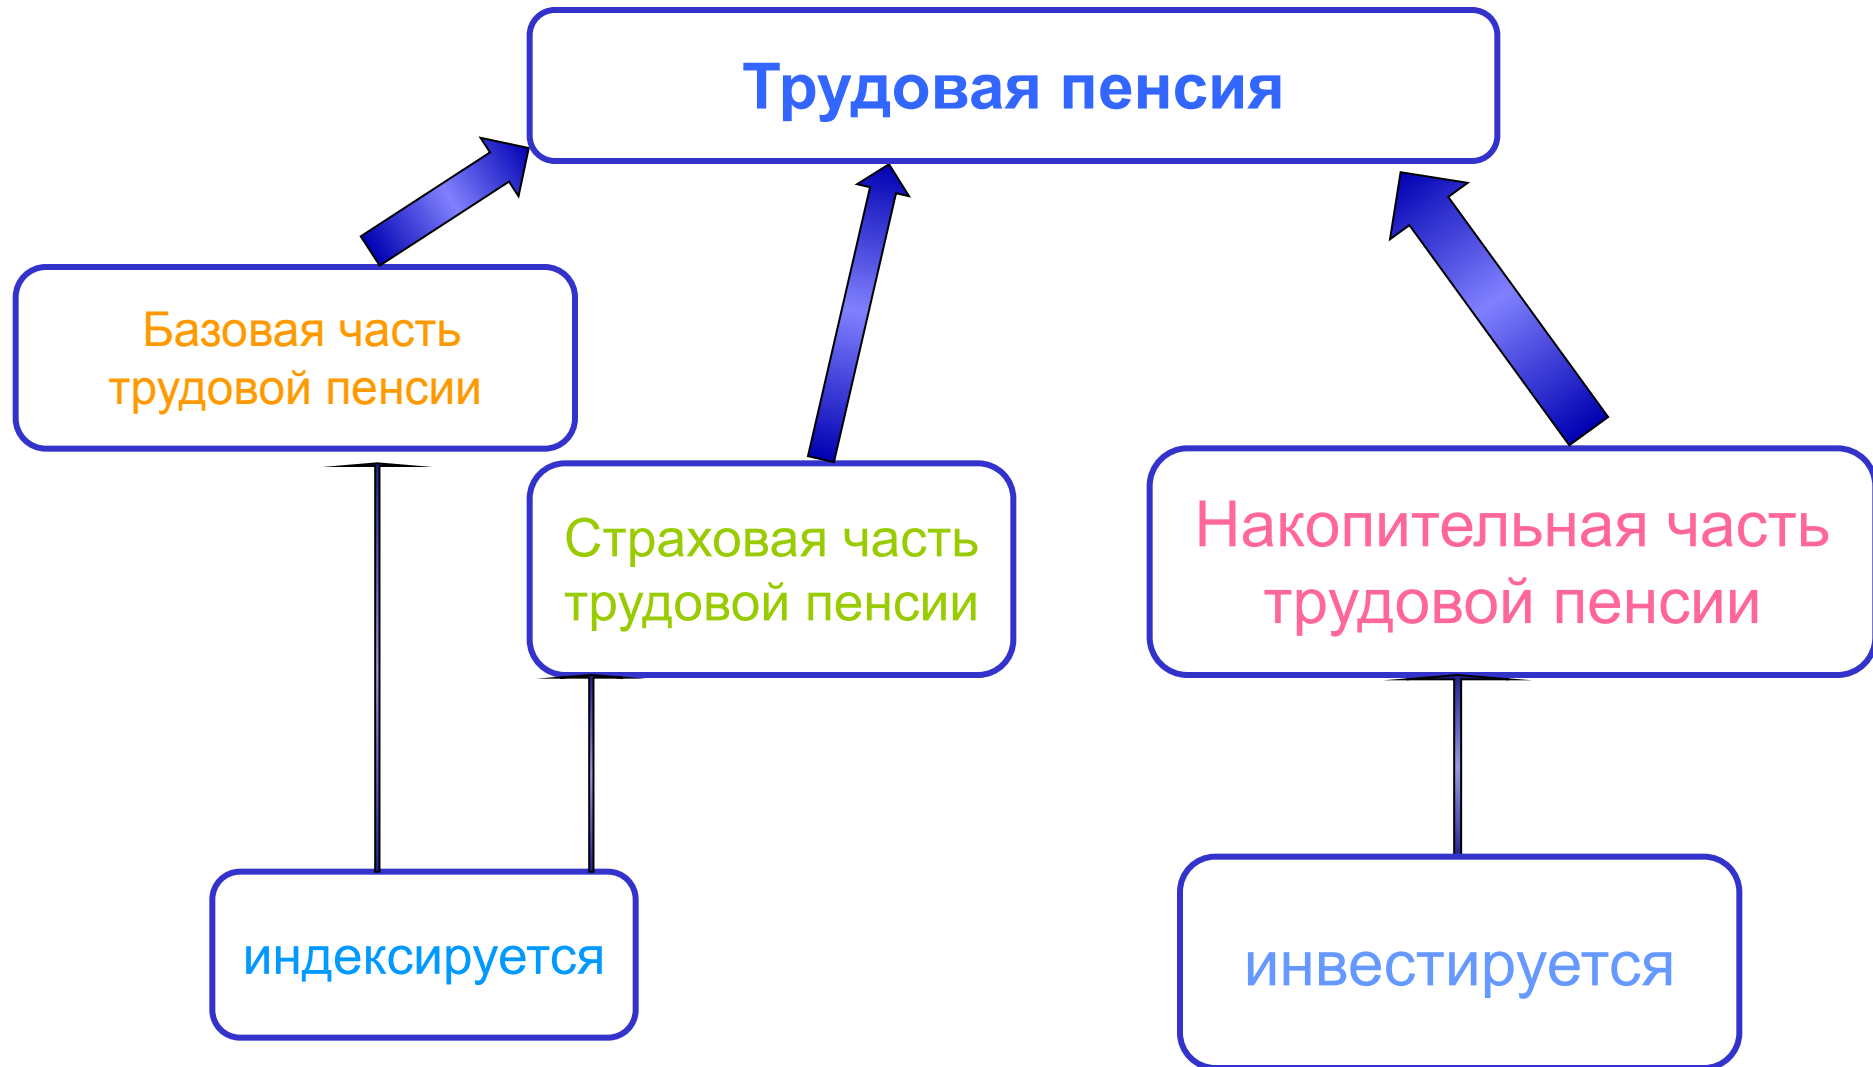 Трудовая пенсия
Базовая часть
трудовой пенсии
Страховая часть
трудовой пенсии
Накопительная часть
трудовой пенсии
индексируется
инвестируется